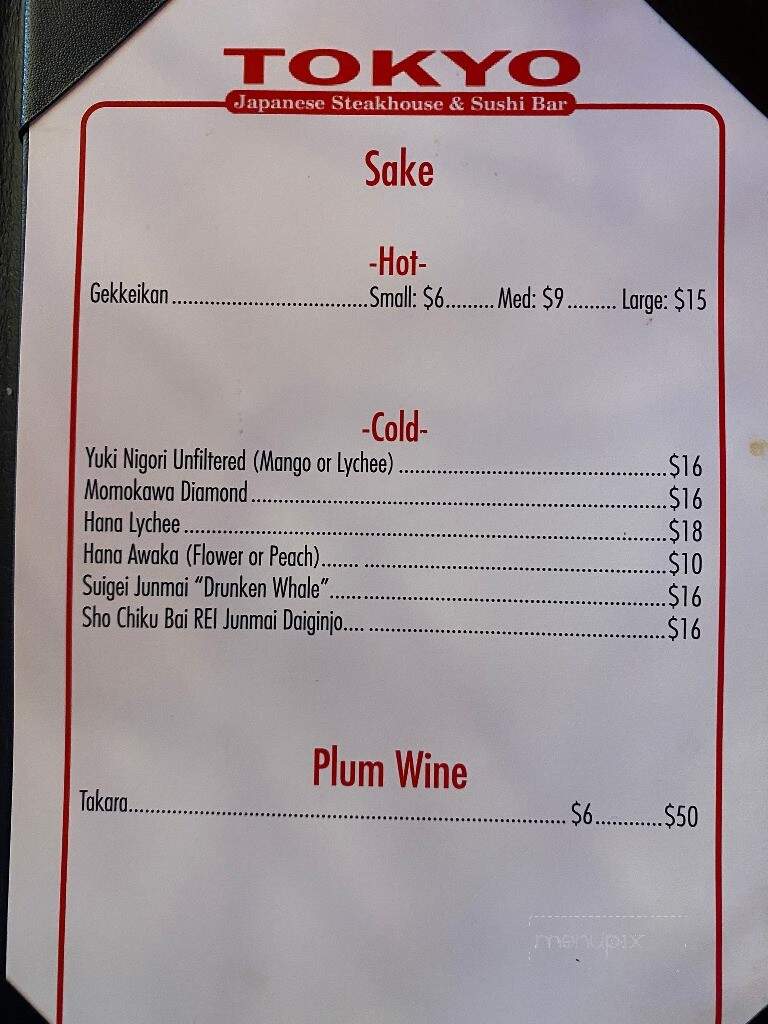 TOKYO
Japanese Steakhouse & Sushi Bar
Sake
-Hot-
Gekkeikan.....................................Small: $6.........Med: $9.........Large: $15
-Cold-
Yuki Nigori Unfiltered (Mango or Lychee)..................................................$16
Momokawa Diamond..............................................................................$16
Hana Lychee...........................................................................................$18
Hana Awaka (Flower or Peach).......  .........................................................$10
Suigei Junmai “Drunken Whale”......  .........................................................$16
Sho Chiku Bai REI Junmai Daiginjo....  ........................................................$16
Plum Wine
Takara..................................................................................$6............$50
menupix